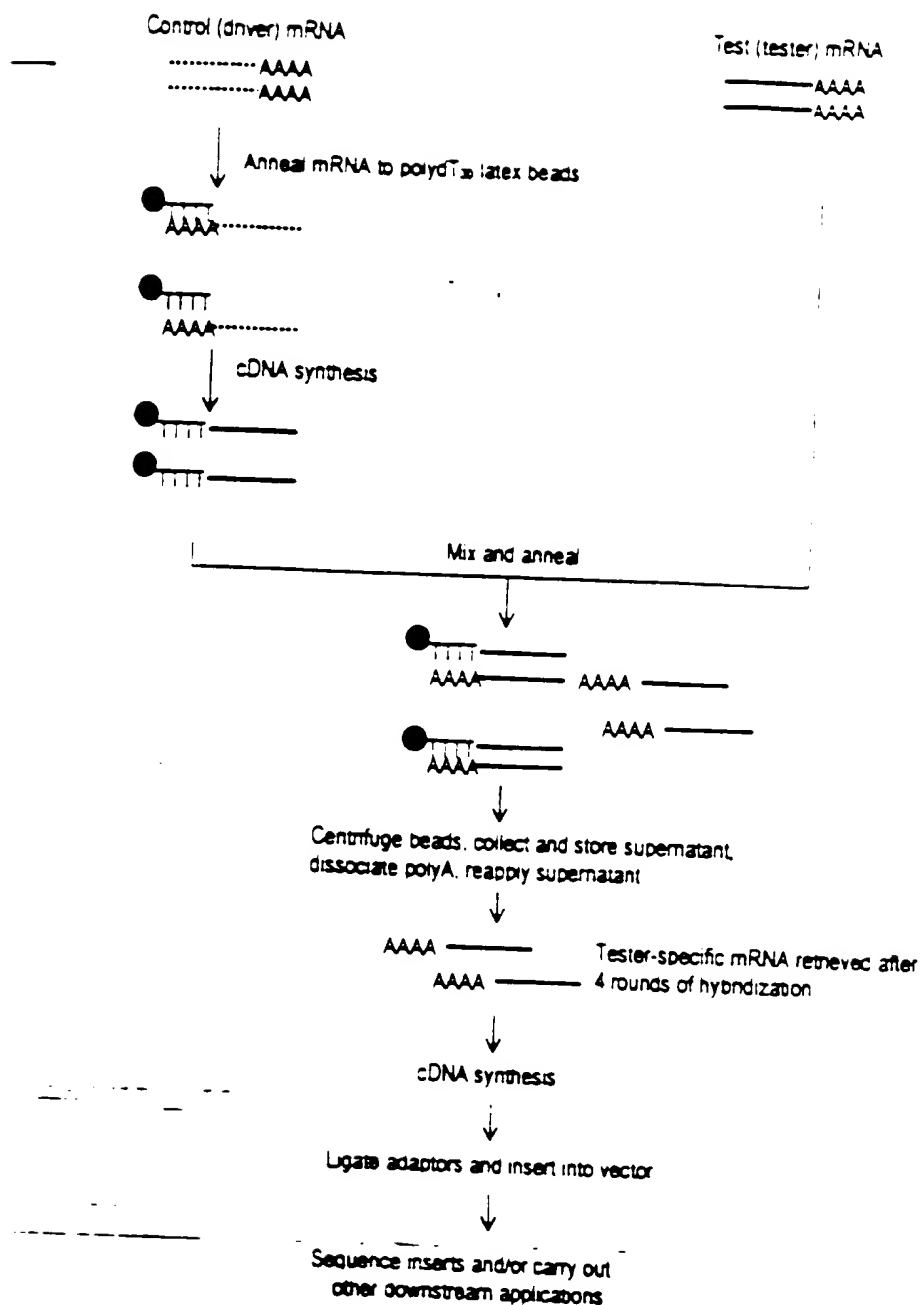 Control (driver) mRNA
Test (tester) mRNA
AAAA
AAAA
AAAA
AAAA
Anneal mRNA to polydT30 latex beads
AAAA
AAAA
cDNA synthesis
Mix and anneal
AAAA
AAAA
AAAA
AAAA
Centrifuge beads, collect and store supernatant,
dissociate polyA, reapply supernatant
AAAA
AAAA
Tester-specific mRNA retrieved after
4 rounds of hybridization
cDNA synthesis
Ligate adaptors and insert into vector
Sequence inserts and/or carry out
other downstream applications